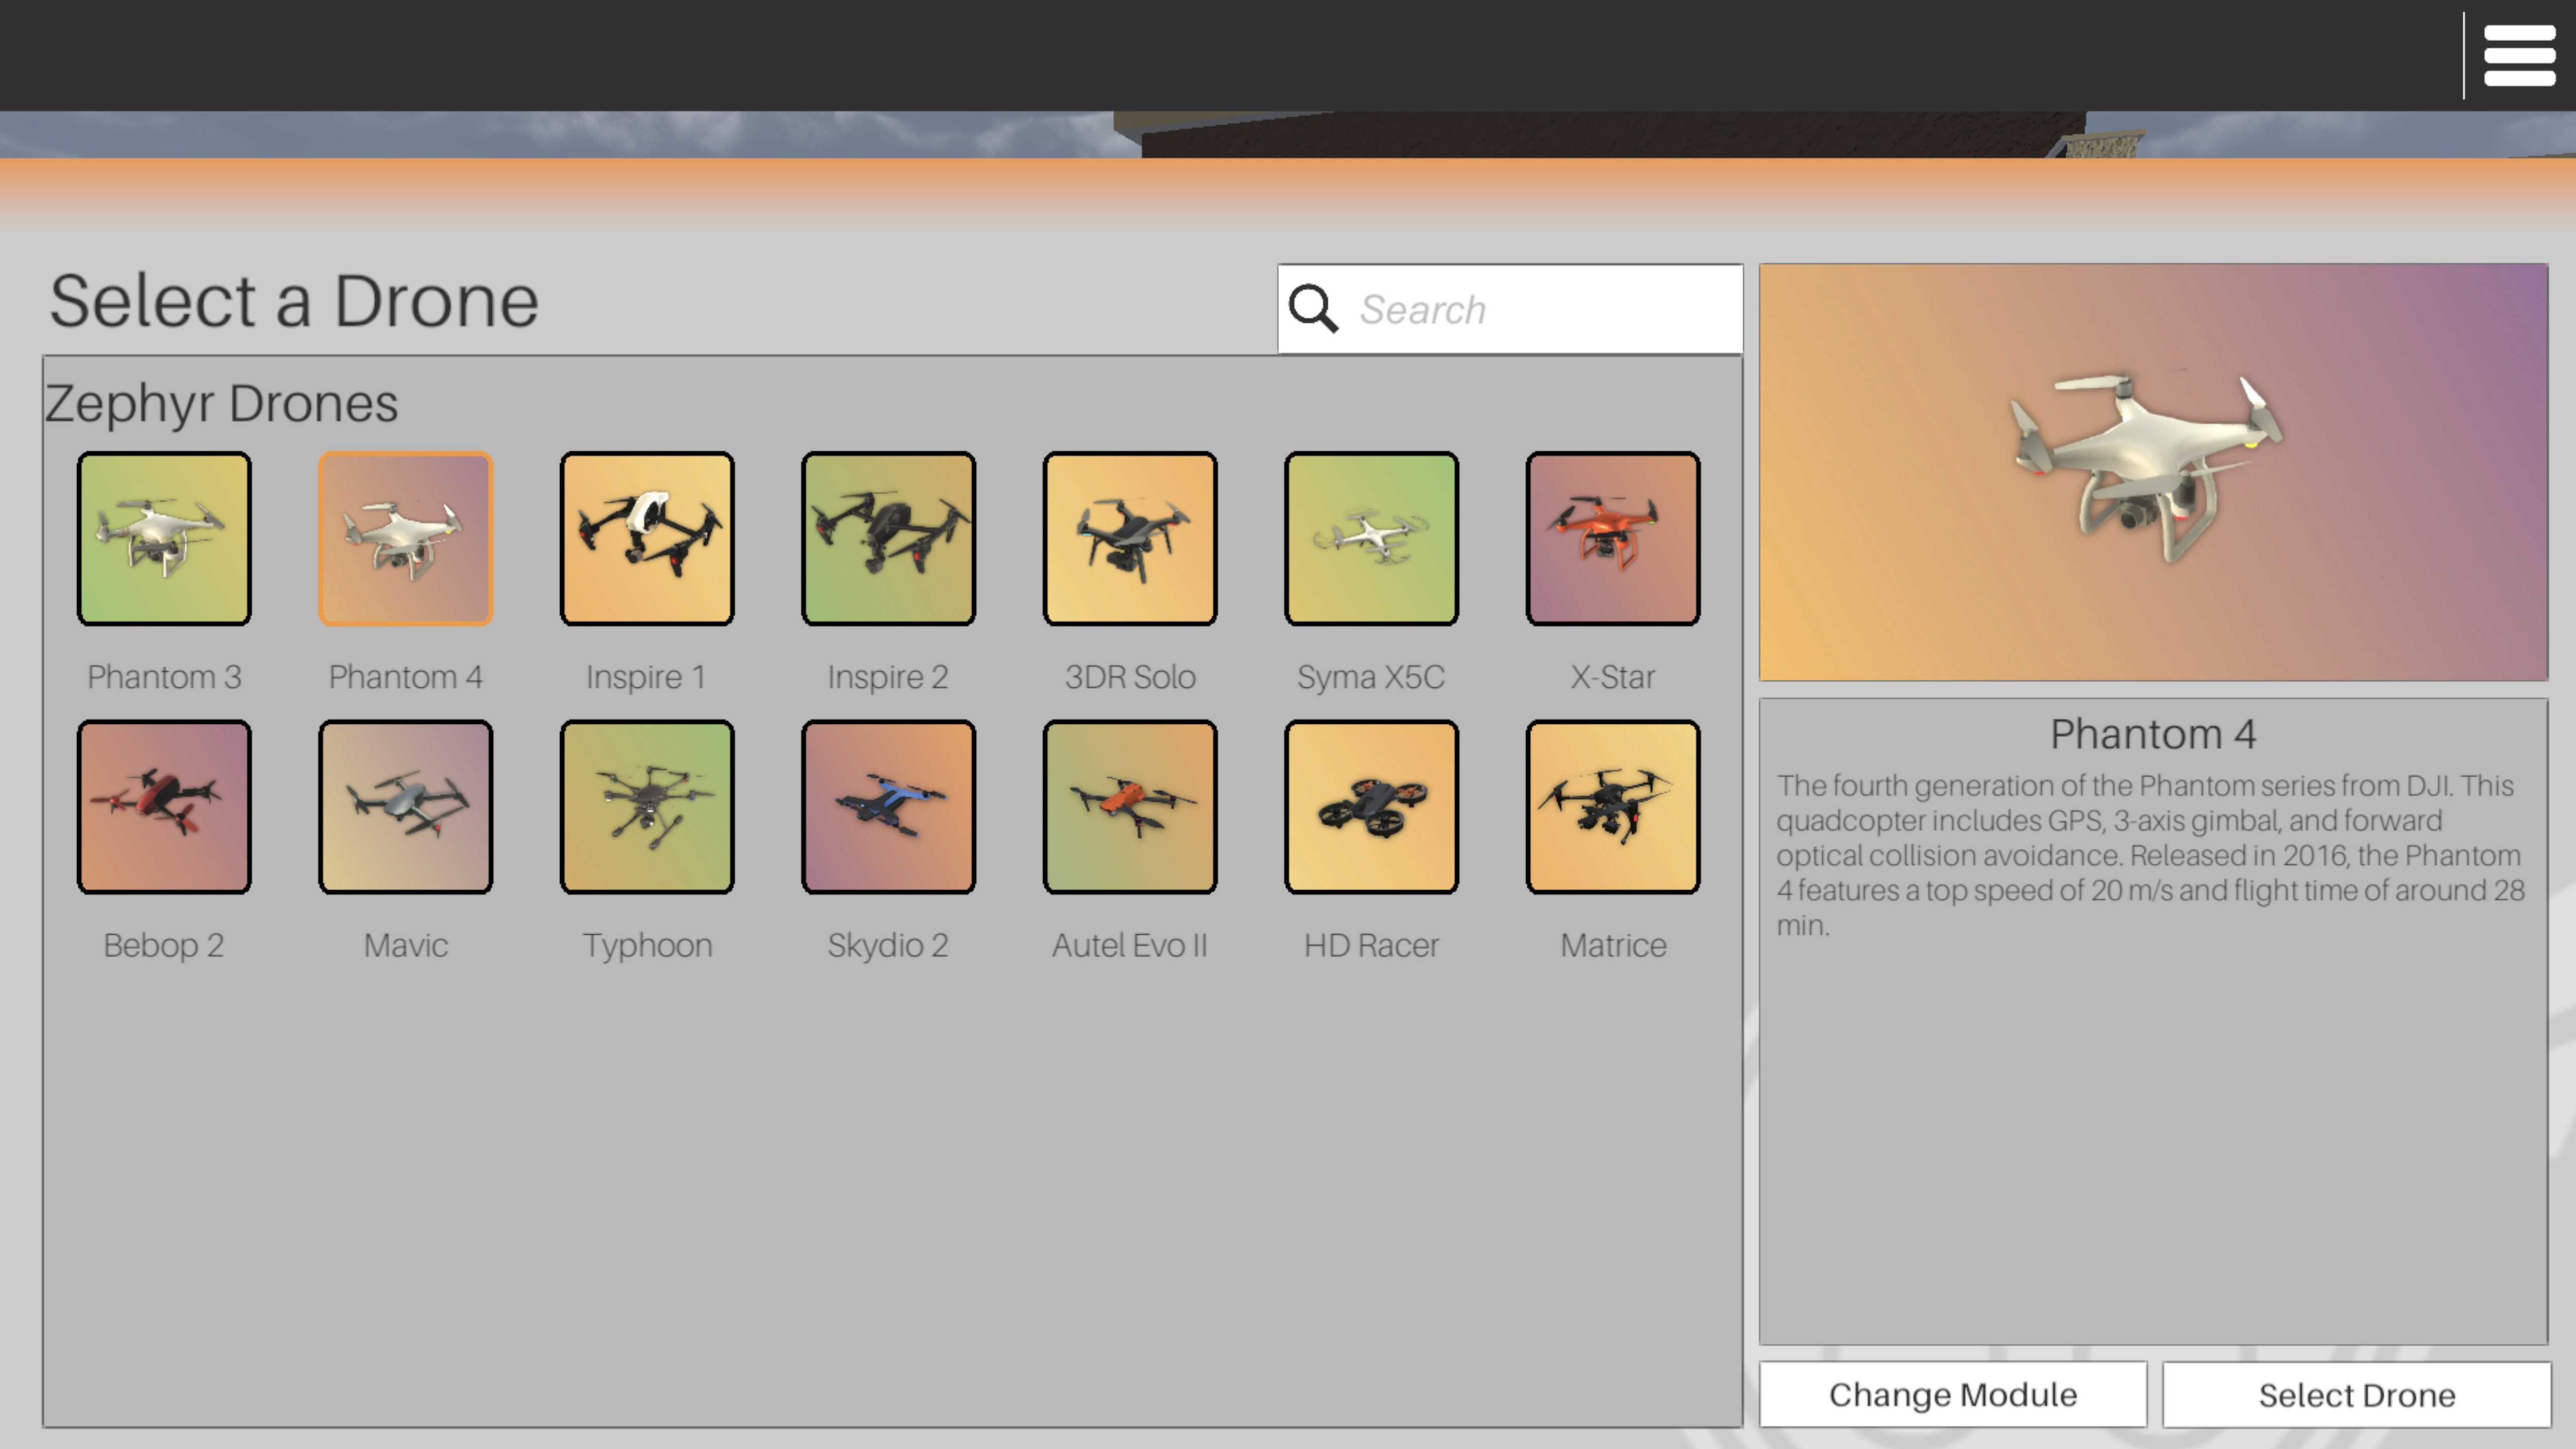 Select a Drone
Search
Zephyr Drones
Phantom 3
Phantom 4
Inspire 1
Inspire 2
3DR Solo
Syma X5C
X-Star
Bebop 2
Mavic
Typhoon
Skydio 2
Autel Evo II
HD Racer
Matrice
Phantom 4
The fourth generation of the Phantom series from DJI. This
quadcopter includes GPS, 3-axis gimbal, and forward
optical collision avoidance. Released in 2016, the Phantom
4 features a top speed of 20 m/s and flight time of around 28
min.
Change Module
Select Drone